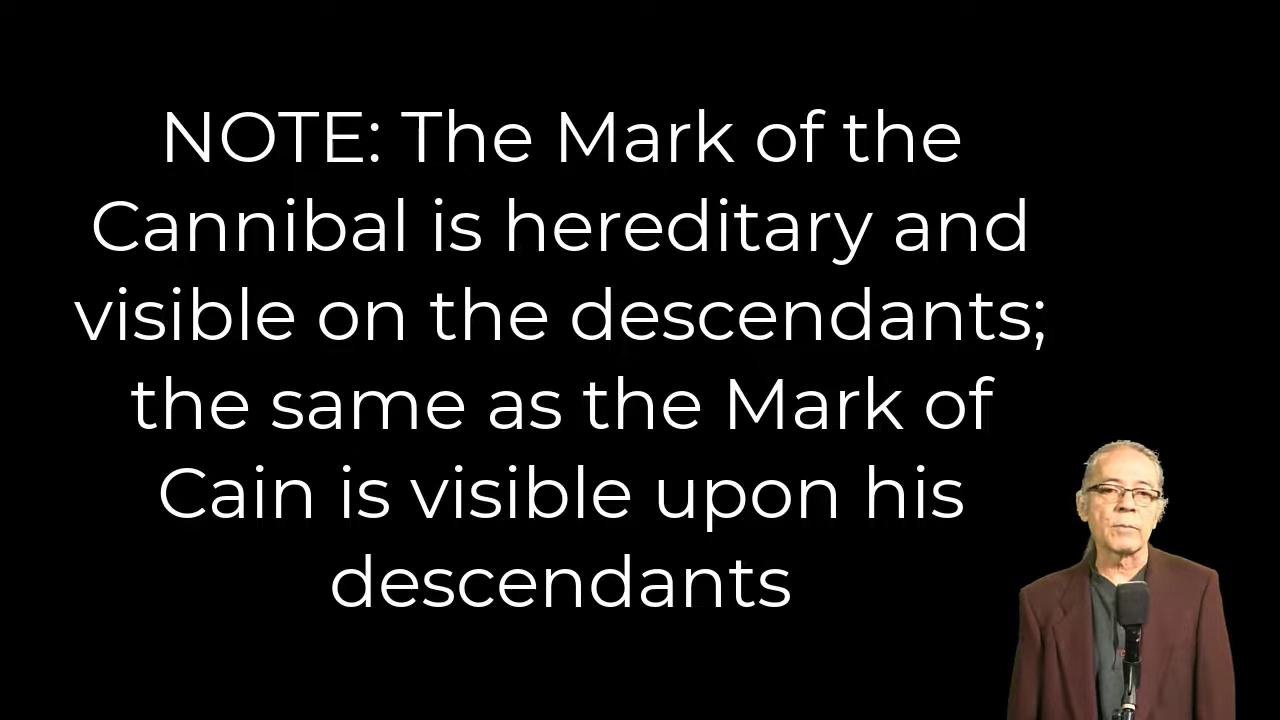 NOTE: The Mark of the
Cannibal is hereditary and
visible on the descendants;
the same as the Mark of
Cain is visible upon his
descendants